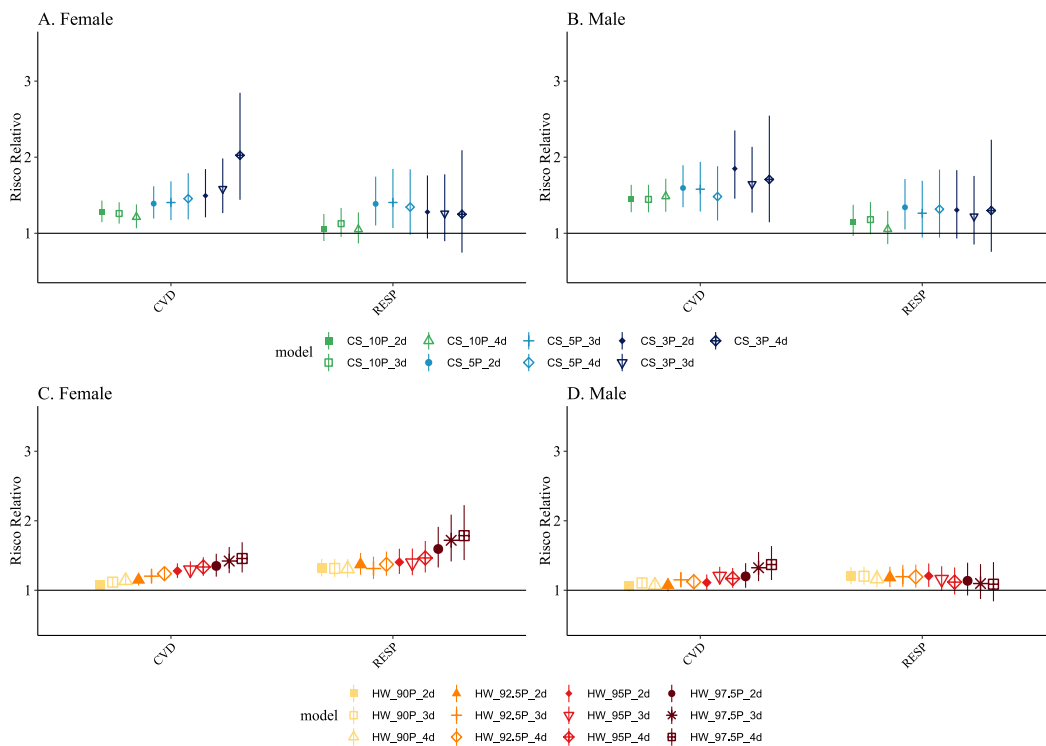 A. Female
B. Male
3
2
1
Risco Relativo
CVD
RESP
3
2
1
Risco Relativo
CVD
RESP
model
CS_10P_2d
CS_10P_4d
CS_5P_3d
CS_3P_2d
CS_3P_4d
CS_10P_3d
CS_5P_2d
CS_5P_4d
CS_3P_3d
C. Female
D. Male
3
2
1
Risco Relativo
CVD
RESP
3
2
1
Risco Relativo
CVD
RESP
model
HW_90P_2d
HW_92.5P_2d
HW_95P_2d
HW_97.5P_2d
HW_90P_3d
HW_92.5P_3d
HW_95P_3d
HW_97.5P_3d
HW_90P_4d
HW_92.5P_4d
HW_95P_4d
HW_97.5P_4d